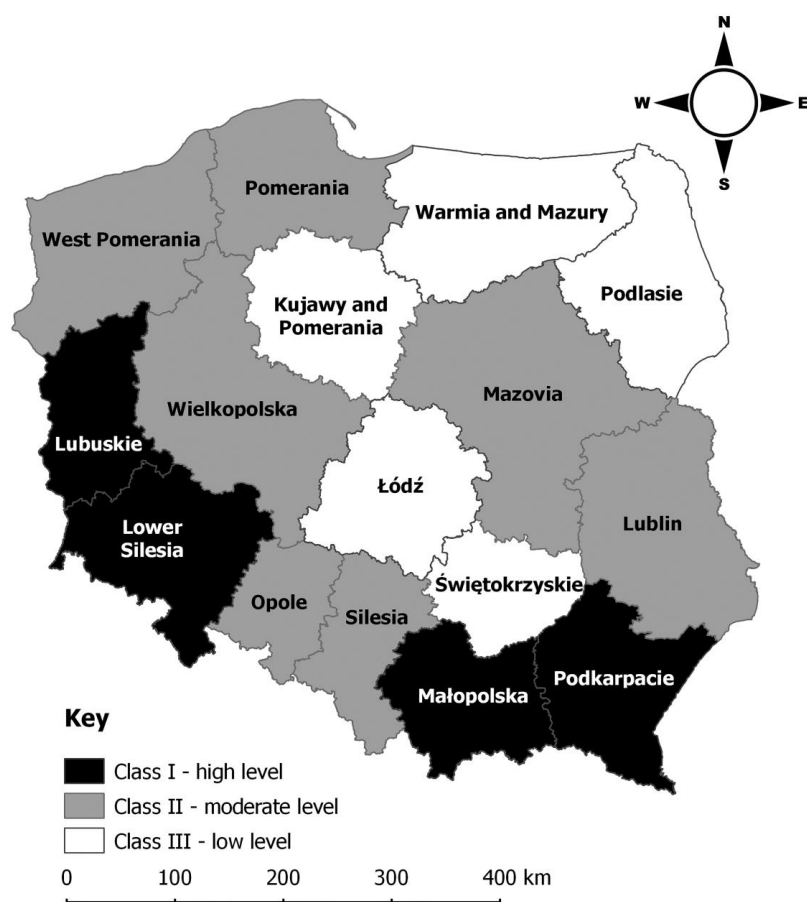 N
W
E
S
Pomerania
West Pomerania
Warmia and Mazury
Podlasie
Kujawy and
Pomerania
Mazovia
Wielkopolska
Lubuskie
Łódź
Lower
Silesia
Lublin
Opole
Silesia
Świętokrzyskie
Małopolska
Podkarpacie
Key
Class I - high level
Class II - moderate level
Class III - low level
0 100 200 300 400 km